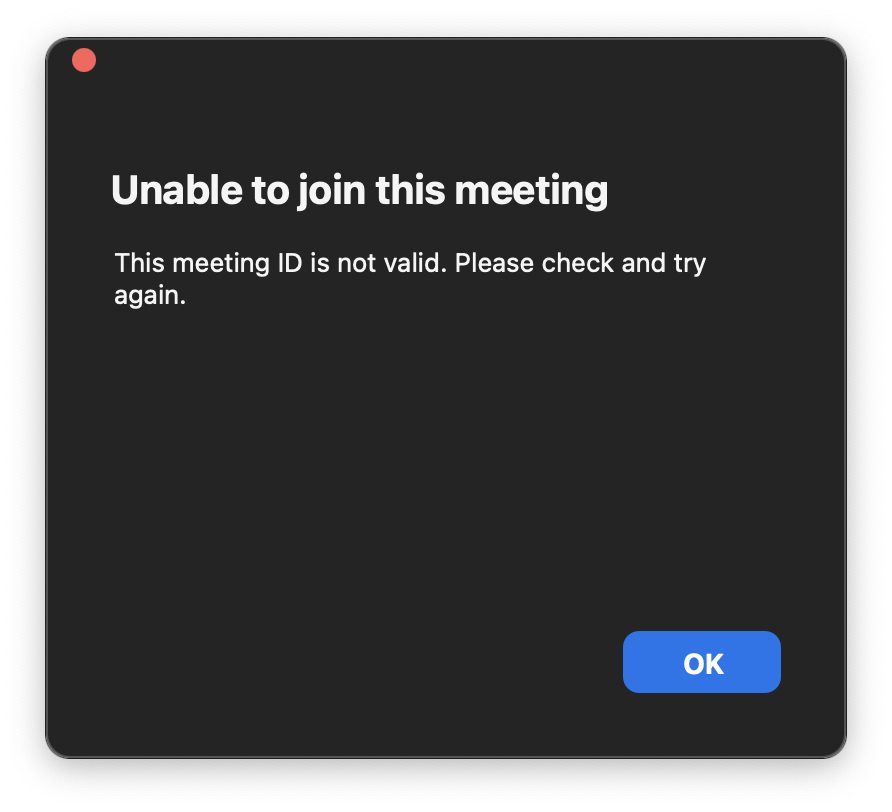 Unable to join this meeting
This meeting ID is not valid. Please check and try
again.
OK